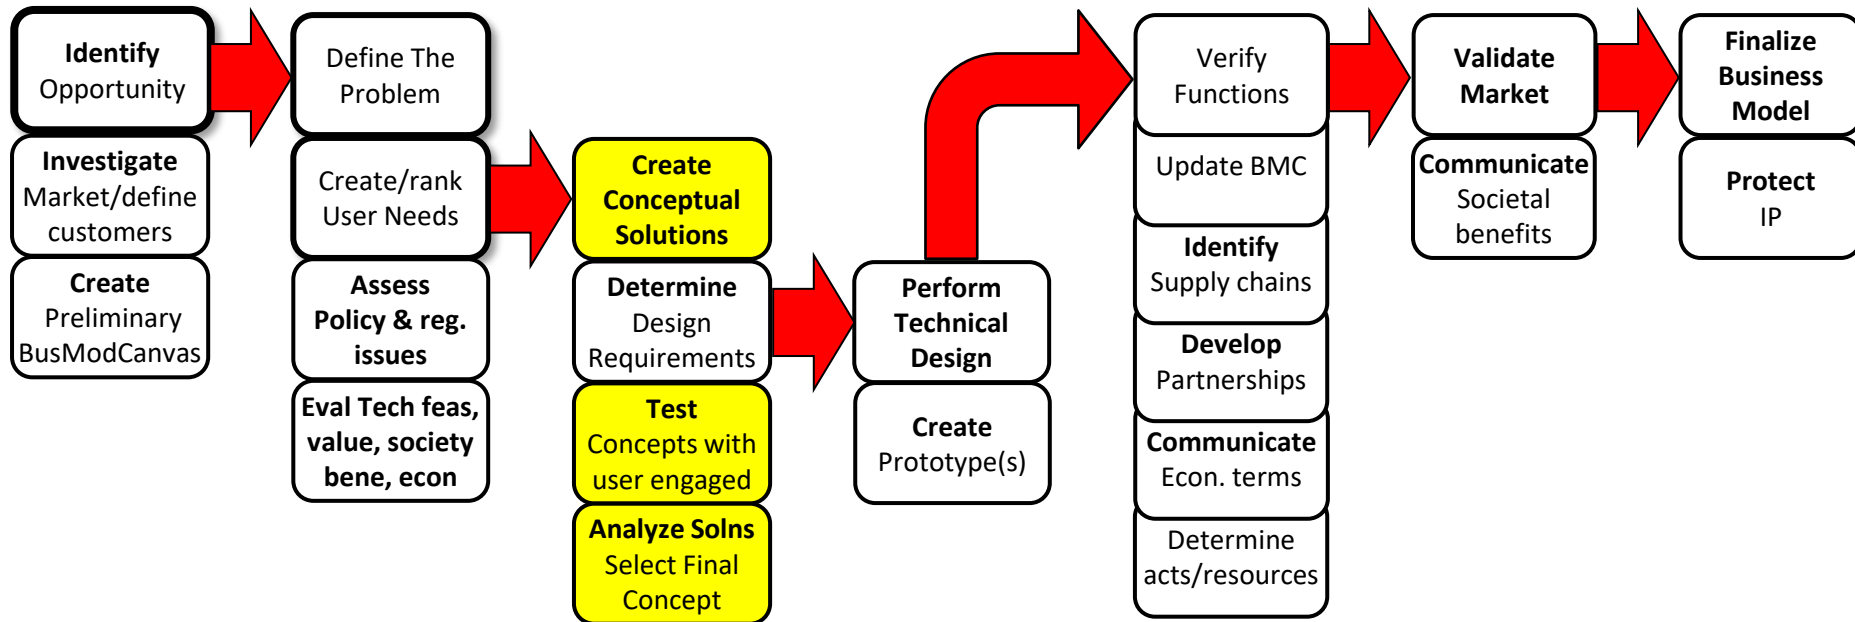 Identify
Opportunity
Investigate
Market/define
customers
Create
Preliminary
BusModCanvas
Define The
Problem
Create/rank
User Needs
Assess
Policy & reg.
issues
Eval Tech feas,
value, society
bene, econ
Create
Conceptual
Solutions
Determine
Design
Requirements
Test
Concepts with
user engaged
Analyze Solns
Select Final
Concept
Perform
Technical
Design
Create
Prototype(s)
Verify
Functions
Update BMC
Identify
Supply chains
Develop
Partnerships
Communicate
Econ. terms
Determine
acts/resources
Validate
Market
Communicate
Societal
benefits
Finalize
Business
Model
Protect
IP